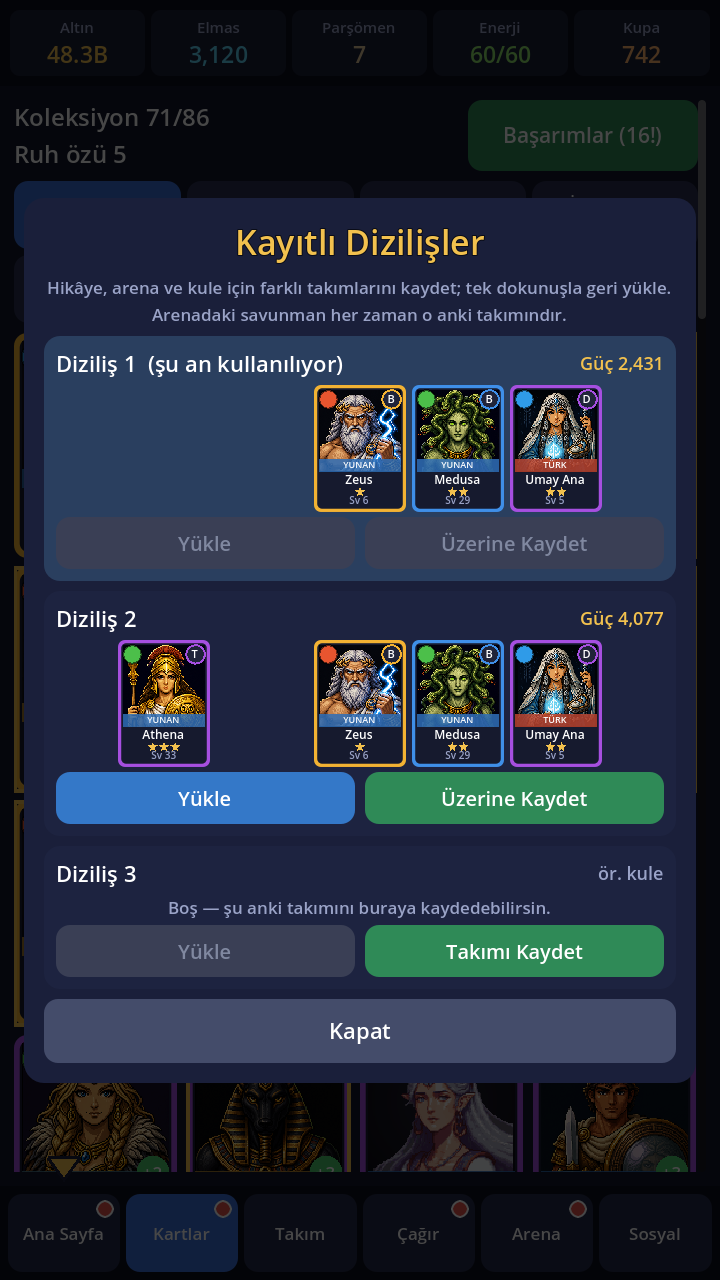 Altın
Elmas
Parşömen
Enerji
Kupa
48.3B
3,120
7
60/60
742
Koleksiyon 71/86
Başarımlar (16!)
Ruh özü 5
Kayıtlı Dizilişler
Hikâye, arena ve kule için farklı takımlarını kaydet; tek dokunuşla geri yükle.
Arenadaki savunman her zaman o anki takımındır.
Diziliş 1 (şu an kullanılıyor)
Güç 2,431
B
B
D
YUNAN
YUNAN
TÜRK
Zeus
Medusa
Umay Ana
Sv 6
Sv 29
Sv 5
Yükle
Üzerine Kaydet
Diziliş 2
Güç 4,077
T
B
B
D
YUNAN
YUNAN
YUNAN
TÜRK
Athena
Zeus
Medusa
Umay Ana
Sv 33
Sv 6
Sv 29
Sv 5
Yükle
Üzerine Kaydet
Diziliş 3
ör. kule
Boş — şu anki takımını buraya kaydedebilirsin.
Yükle
Takımı Kaydet
Kapat
Ana Sayfa
Kartlar
Takım
Çağır
Arena
Sosyal